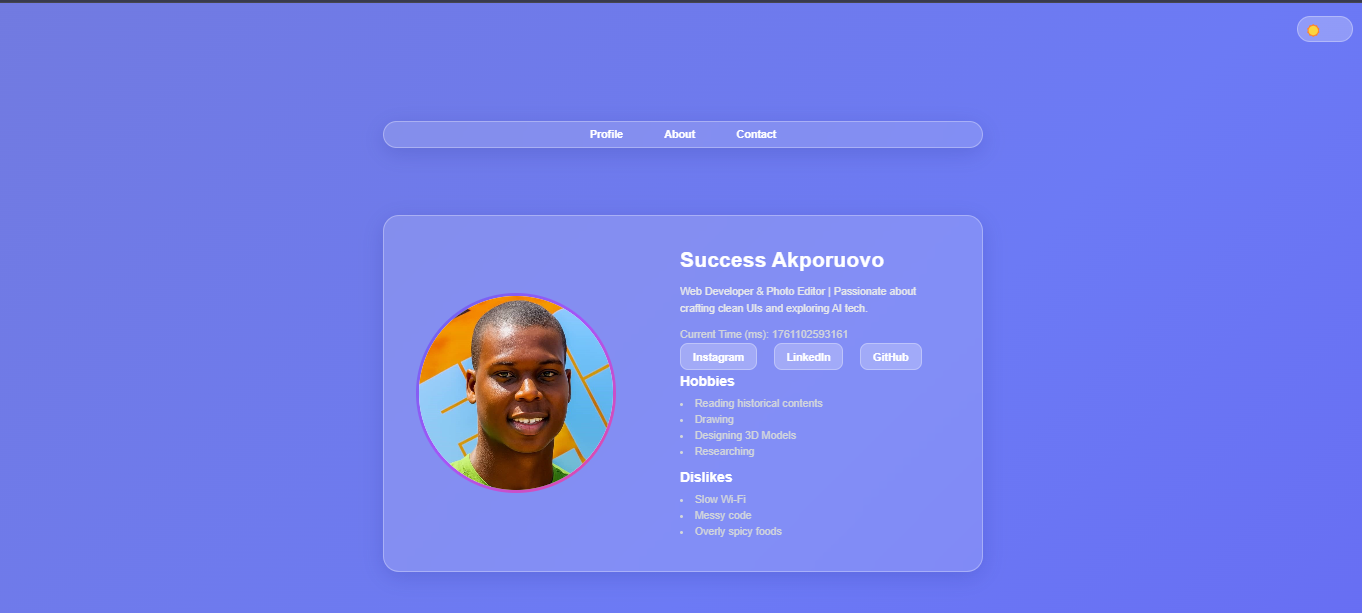 Profile About Contact
Success Akporuovo
Web Developer & Photo Editor | Passionate about
crafting clean UIs and exploring AI tech.
Current Time (ms): 1761102593161
Instagram LinkedIn GitHub
Hobbies
Reading historical contents
Drawing
Designing 3D Models
Researching
Dislikes
Slow Wi-Fi
Messy code
Overly spicy foods